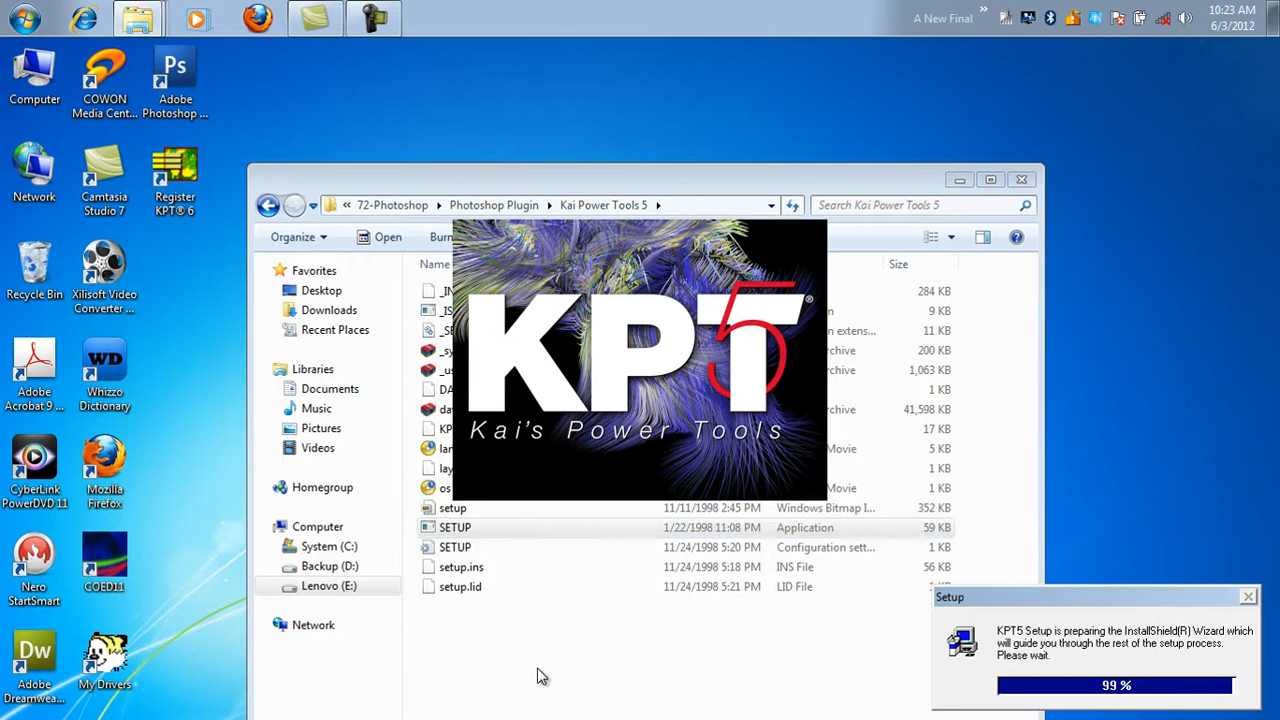 A New Final
10:23 AM
6/3/2012
Computer
COWON
Media Cent...
Adobe
Photoshop ...
Ps
Network
Camtasia
Studio 7
Register
KPT® 6
Recycle Bin
Xilisoft Video
Converter ...
Adobe
Acrobat 9 ...
WD
Whizzo
Dictionary
CyberLink
PowerDVD 11
Mozilla
Firefox
Nero
StartSmart
COED11
Dw
Adobe
Dreamwea...
My Drivers
« 72-Photoshop
Photoshop Plugin
Kai Power Tools 5
Search Kai Power Tools 5
Organize
Open
Burn
Favorites
Desktop
Downloads
Recent Places
Libraries
Documents
Music
Pictures
Videos
Homegroup
Computer
System (C:)
Backup (D:)
Lenovo (E:)
Network
Name
Size
284 KB
9 KB
exten... 11 KB
rchive 200 KB
rchive 1,063 KB
1 KB
rchive 41,598 KB
17 KB
Movie 5 KB
1 KB
os Movie 1 KB
setup 11/11/1998 2:45 PM Windows Bitmap I... 352 KB
SETUP 1/22/1998 11:08 PM Application 59 KB
SETUP 11/24/1998 5:20 PM Configuration sett... 1 KB
setup.ins 11/24/1998 5:18 PM INS File 56 KB
setup.lid 11/24/1998 5:21 PM LID File
KPT5®
Kai's Power Tools
Setup
KPT5 Setup is preparing the InstallShield(R) Wizard which
will guide you through the rest of the setup process.
Please wait.
99 %